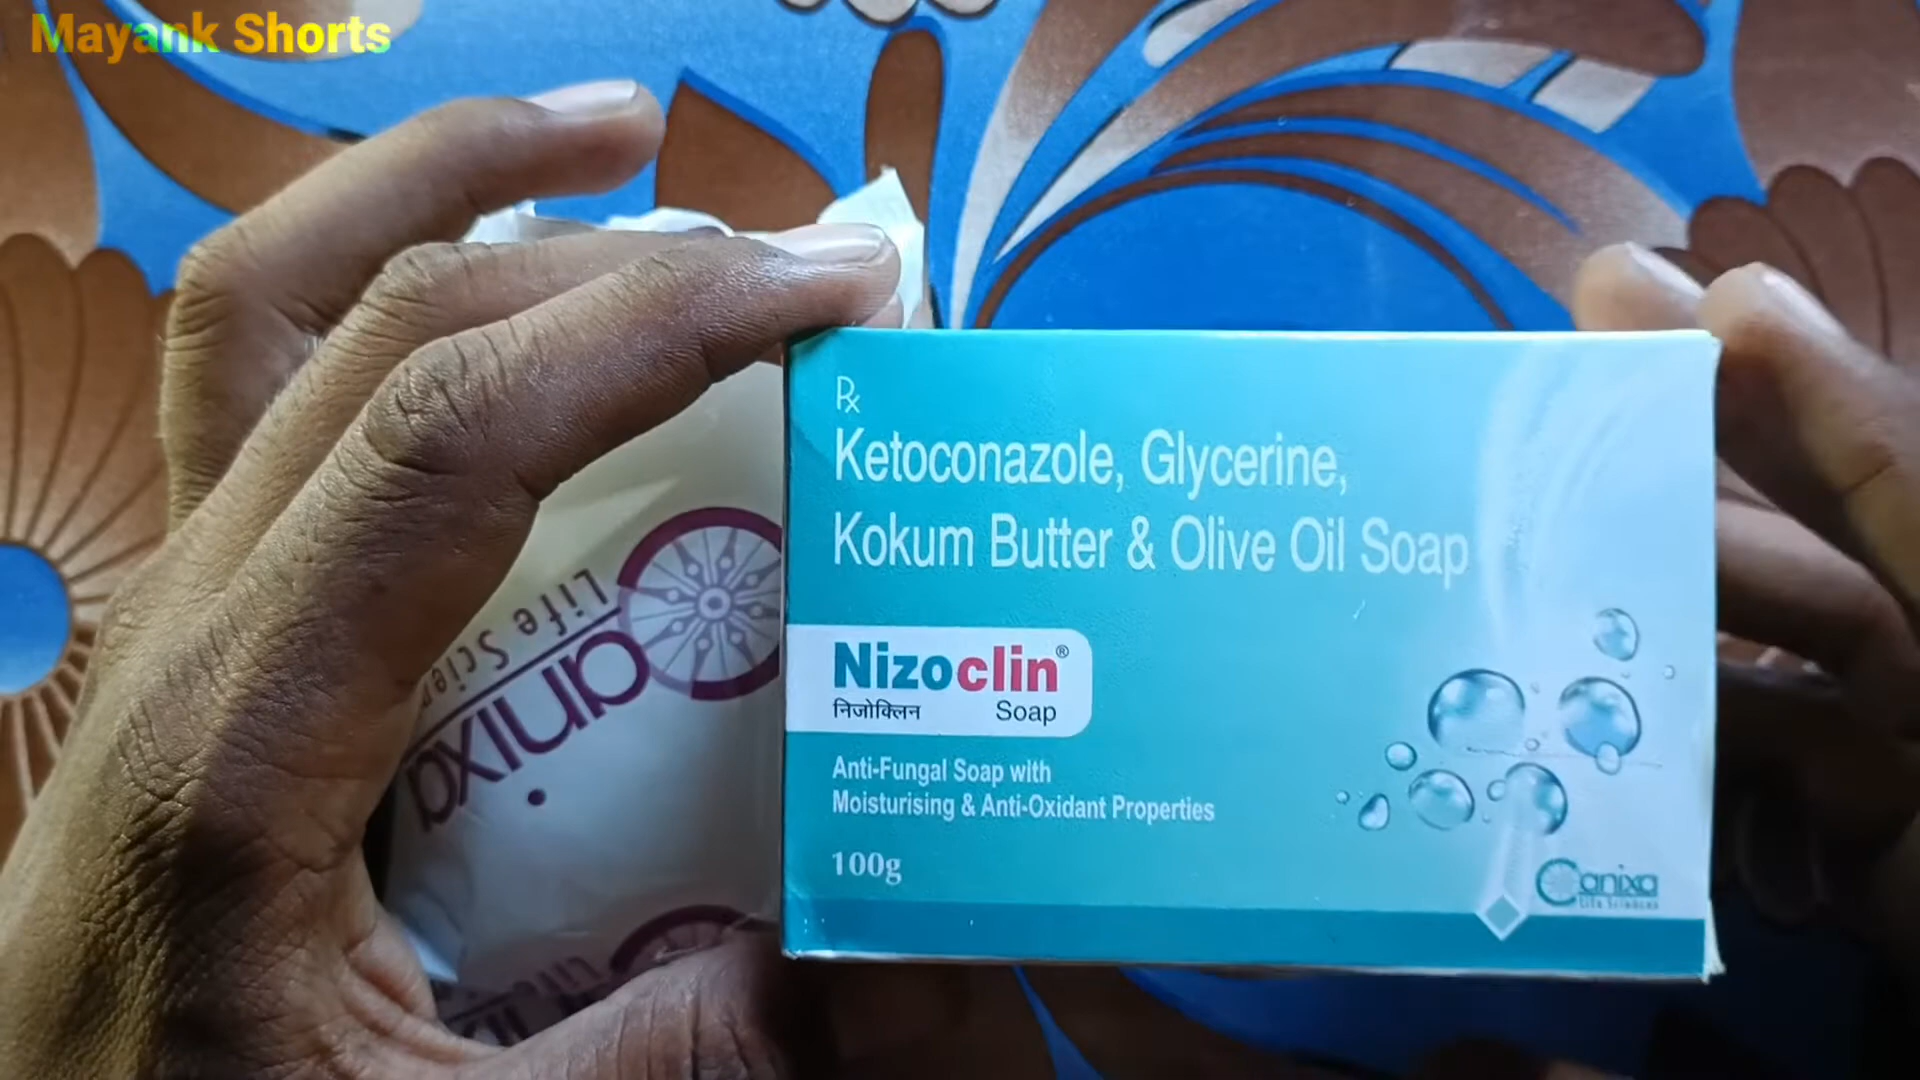 Mayank Shorts
Rx
Ketoconazole, Glycerine,
Kokum Butter & Olive Oil Soap
Nizoclin®
निजोक्लिन Soap
Anti-Fungal Soap with
Moisturising & Anti-Oxidant Properties
100g
Canixa
Life Sciences
Canixa
Life